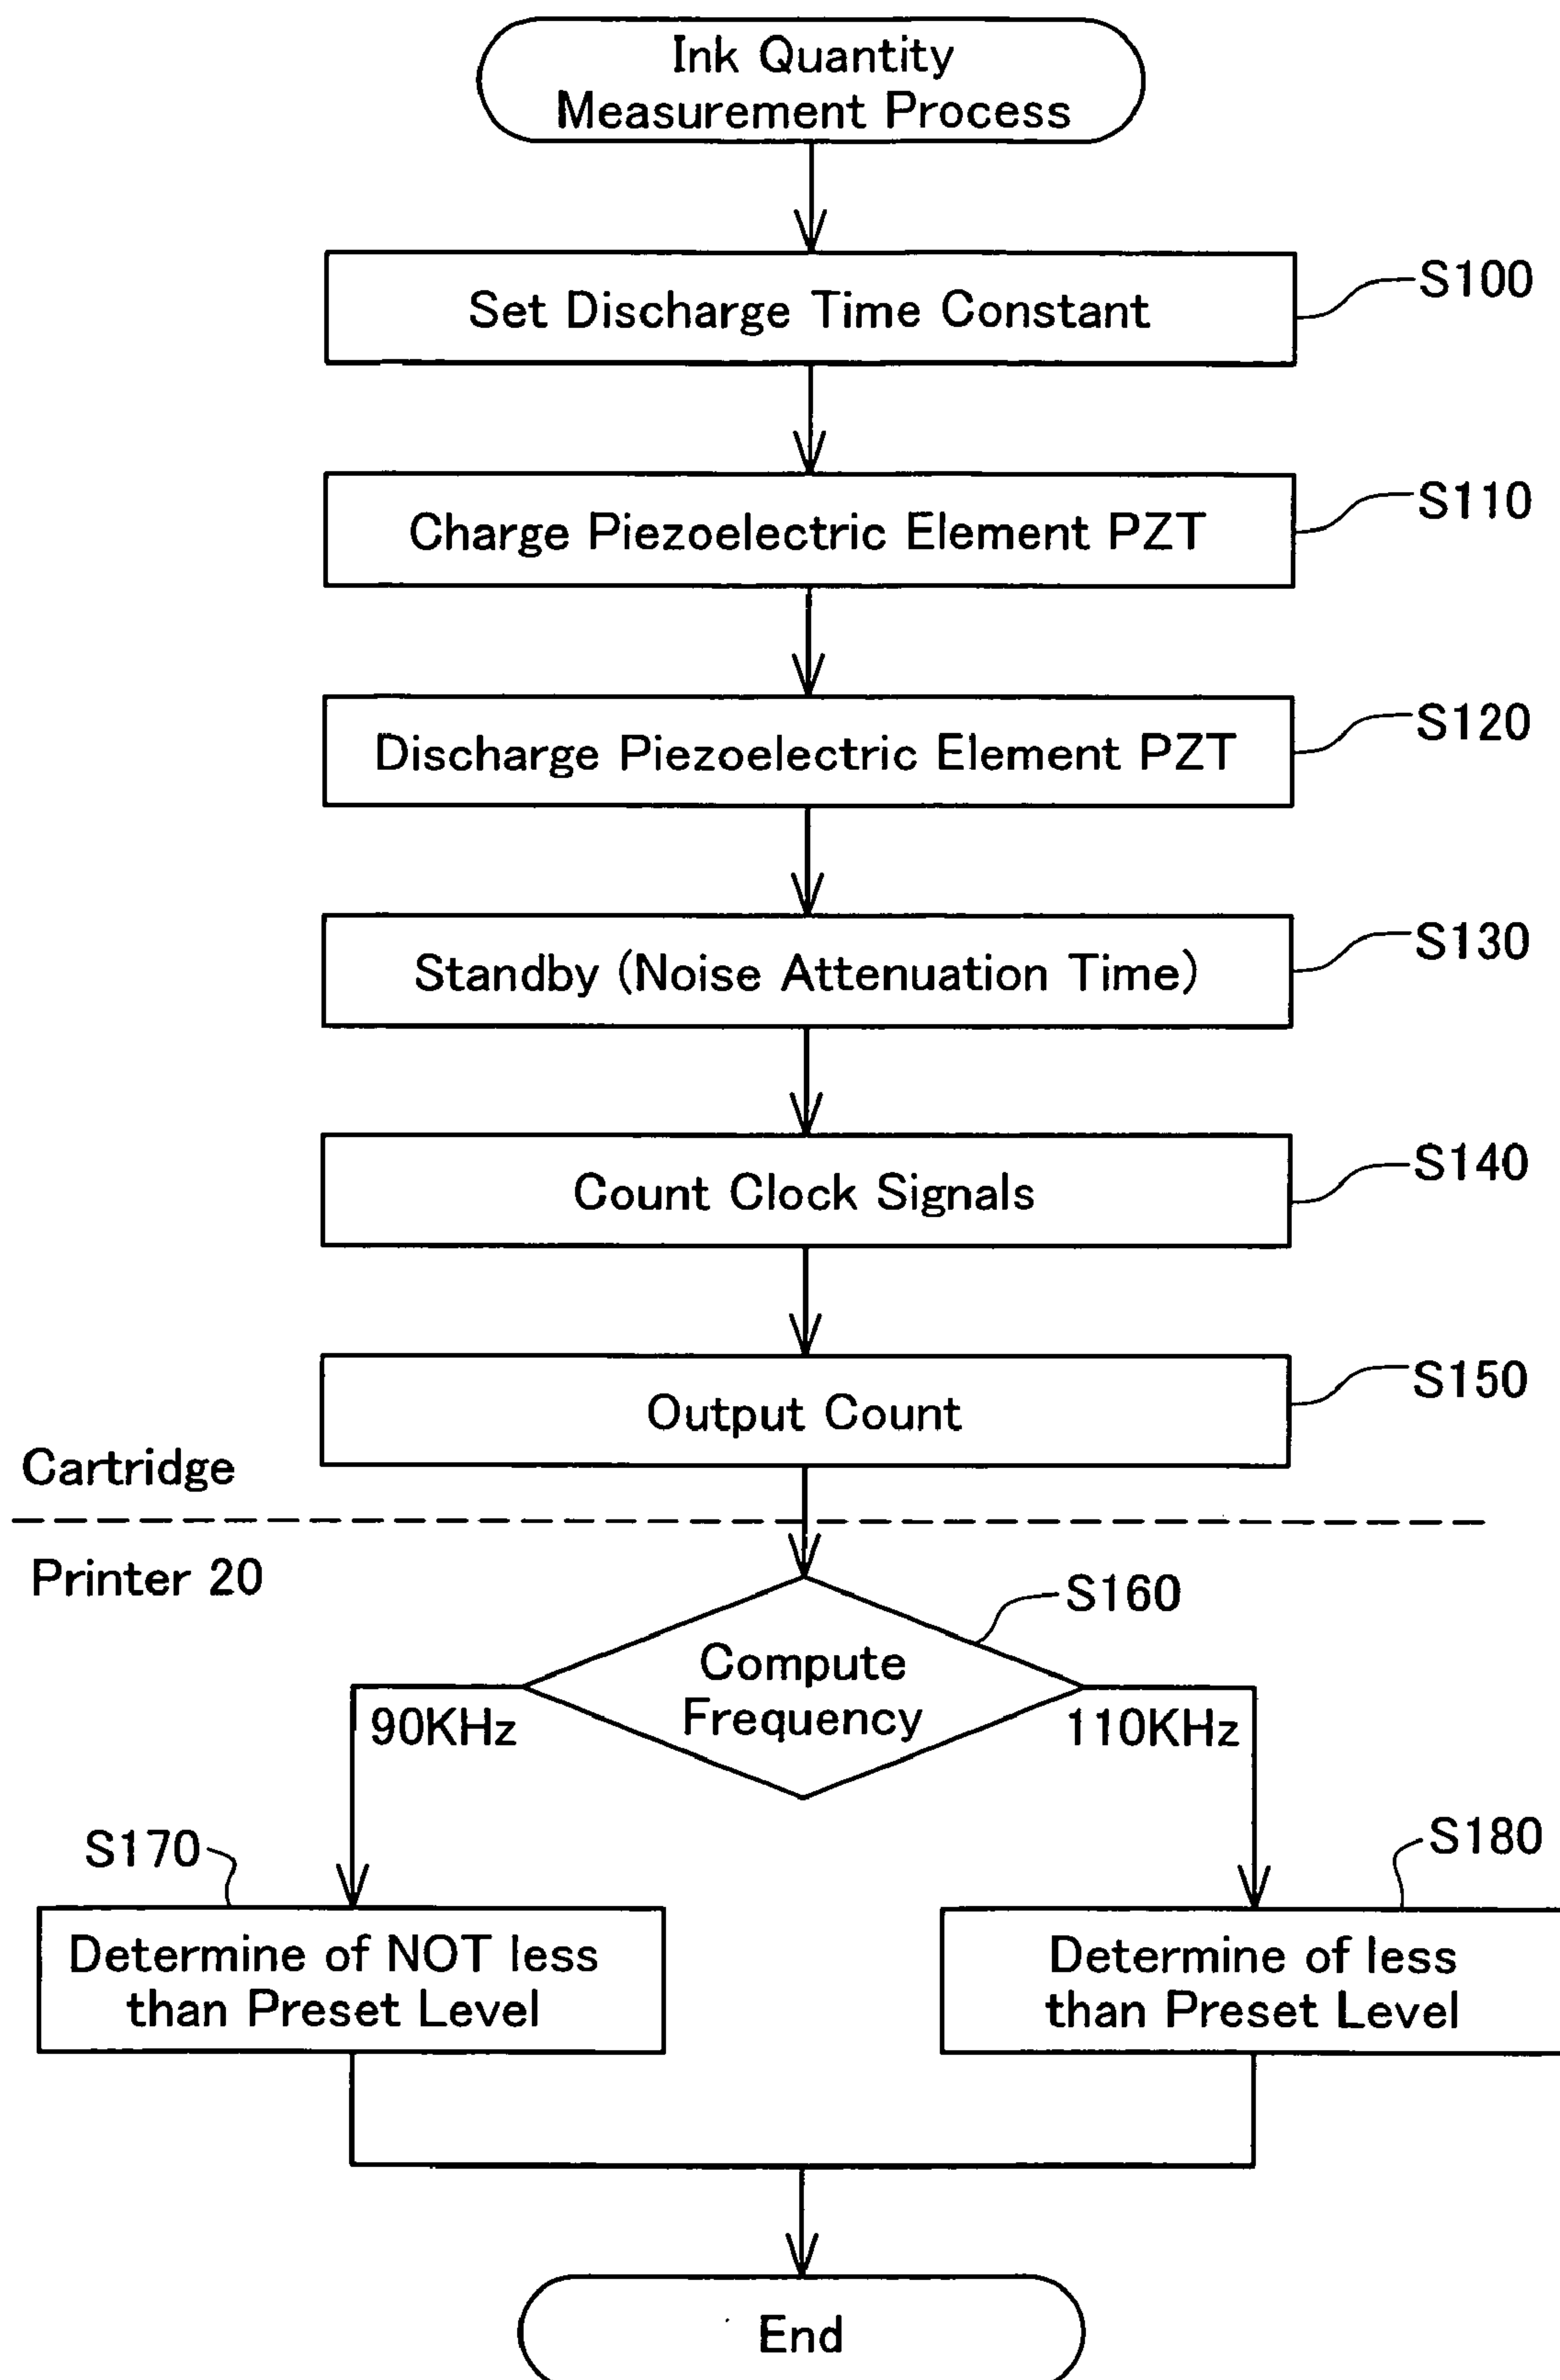 Ink Quantity
Measurement Process
Set Discharge Time Constant
S100
Charge Piezoelectric Element PZT
S110
Discharge Piezoelectric Element PZT
S120
Standby (Noise Attenuation Time)
S130
Count Clock Signals
S140
Output Count
S150
Cartridge
Printer 20
S160
Compute
Frequency
90KHz
110KHz
S170
S180
Determine of NOT less
than Preset Level
Determine of less
than Preset Level
End